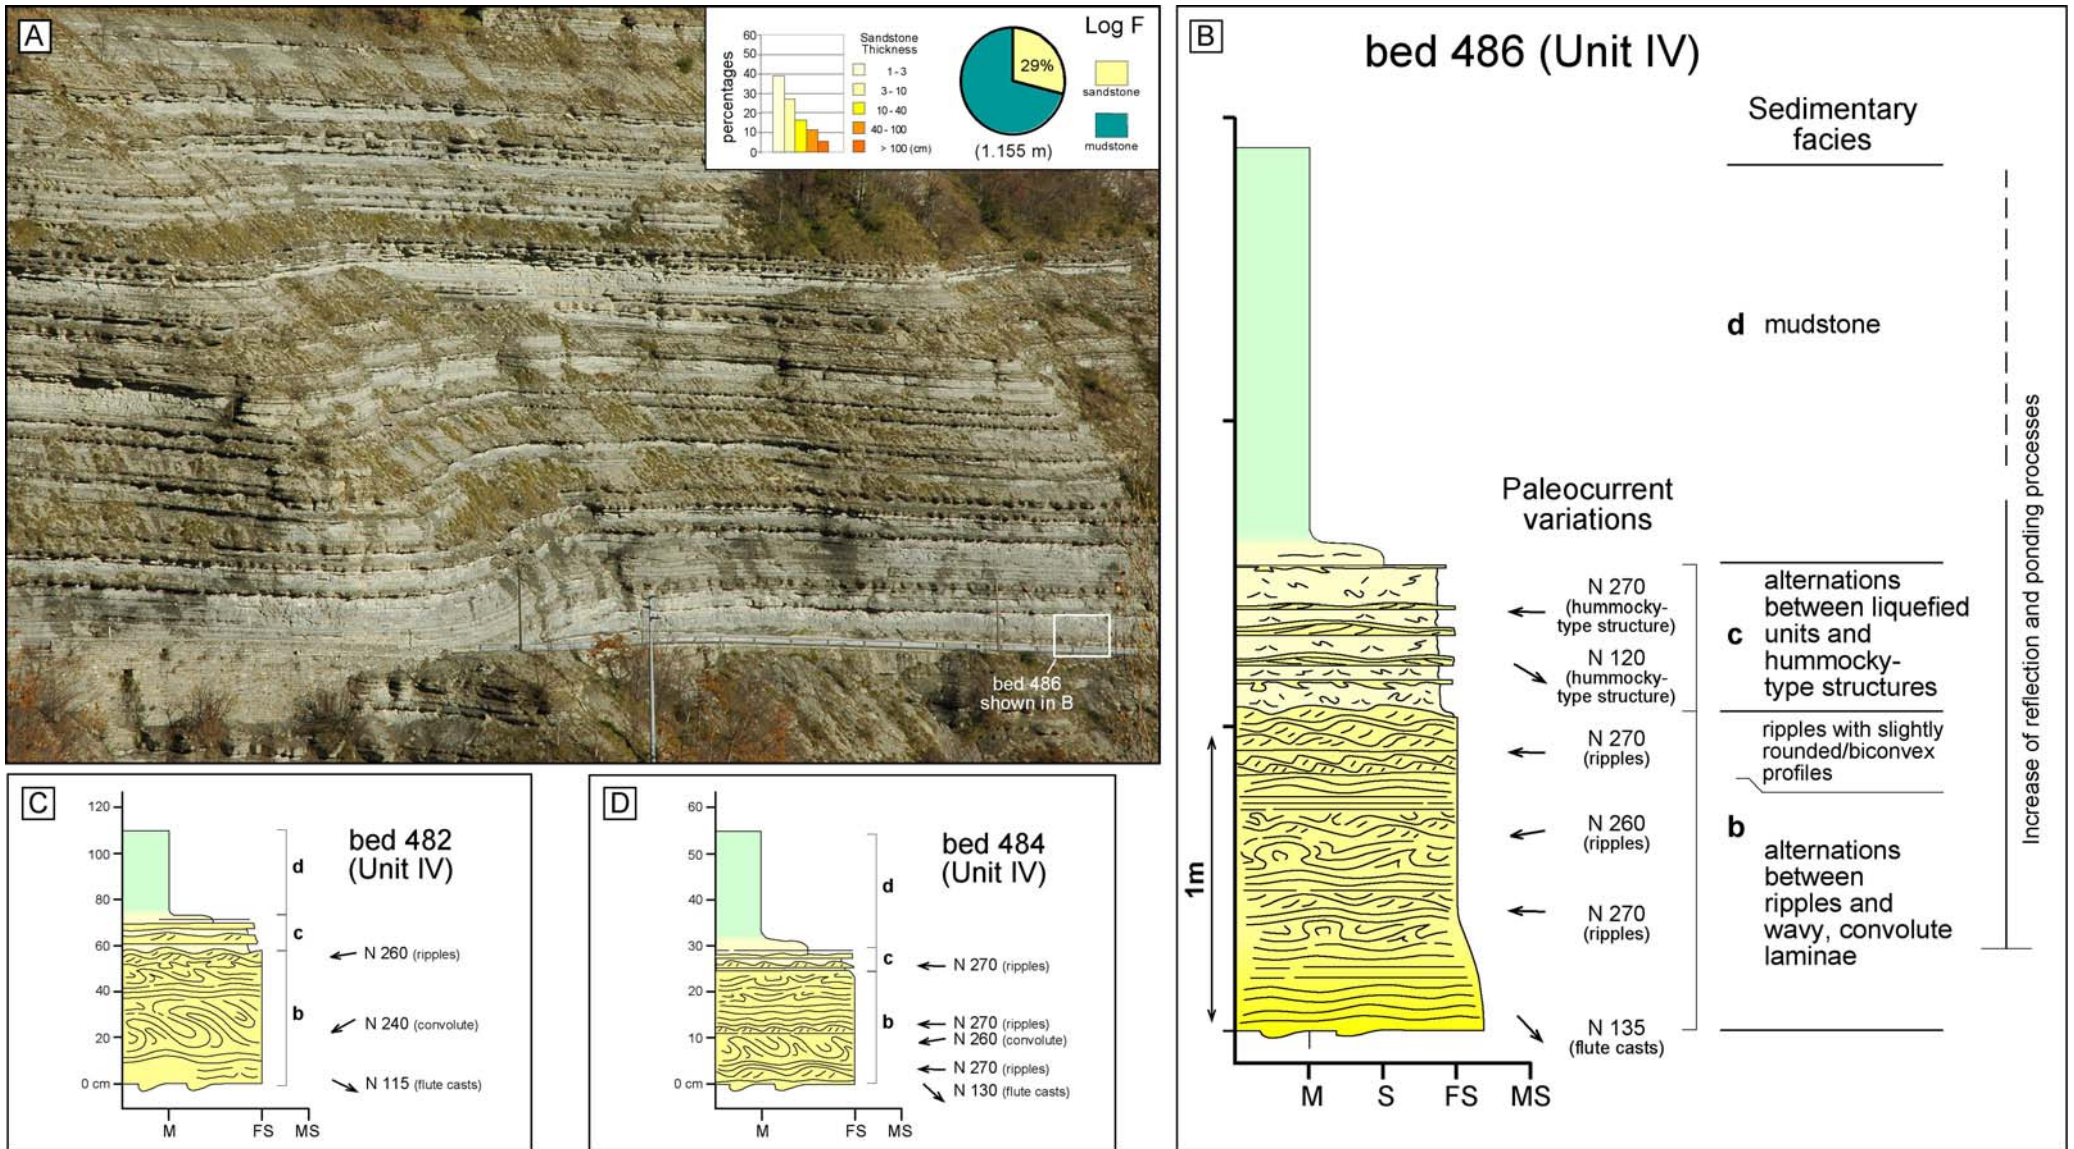 A
percentages
60
50
40
30
20
10
0
Sandstone
Thickness
1 - 3
3 - 10
10 - 40
40 - 100
> 100 (cm)
29%
(1.155 m)
Log F
sandstone
mudstone
bed 486
shown in B
B
bed 486 (Unit IV)
Sedimentary
facies
d mudstone
Paleocurrent
variations
N 270
(hummocky-
type structure)
N 120
(hummocky-
type structure)
N 270
(ripples)
N 260
(ripples)
N 270
(ripples)
N 135
(flute casts)
c
alternations
between liquefied
units and
hummocky-
type structures
ripples with slightly
rounded/biconvex
profiles
b
alternations
between
ripples and
wavy, convolute
laminae
Increase of reflection and ponding processes
1m
M S FS MS
C
bed 482
(Unit IV)
120
100
80
60
40
20
0 cm
d
c
b
N 260 (ripples)
N 240 (convolute)
N 115 (flute casts)
M FS MS
D
bed 484
(Unit IV)
60
50
40
30
20
10
0 cm
d
c
b
N 270 (ripples)
N 270 (ripples)
N 260 (convolute)
N 270 (ripples)
N 130 (flute casts)
M FS MS